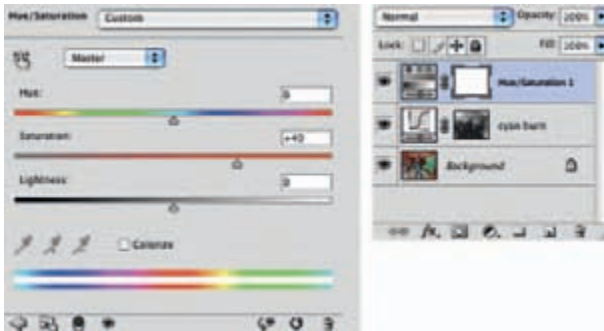 Hue/Saturation Custom
Master
Hue: 0
Saturation: +40
Lightness: 0
Colorize
Normal Opacity: 100%
Lock: Fill: 100%
Hue/Saturation 1
cyan burn
Background